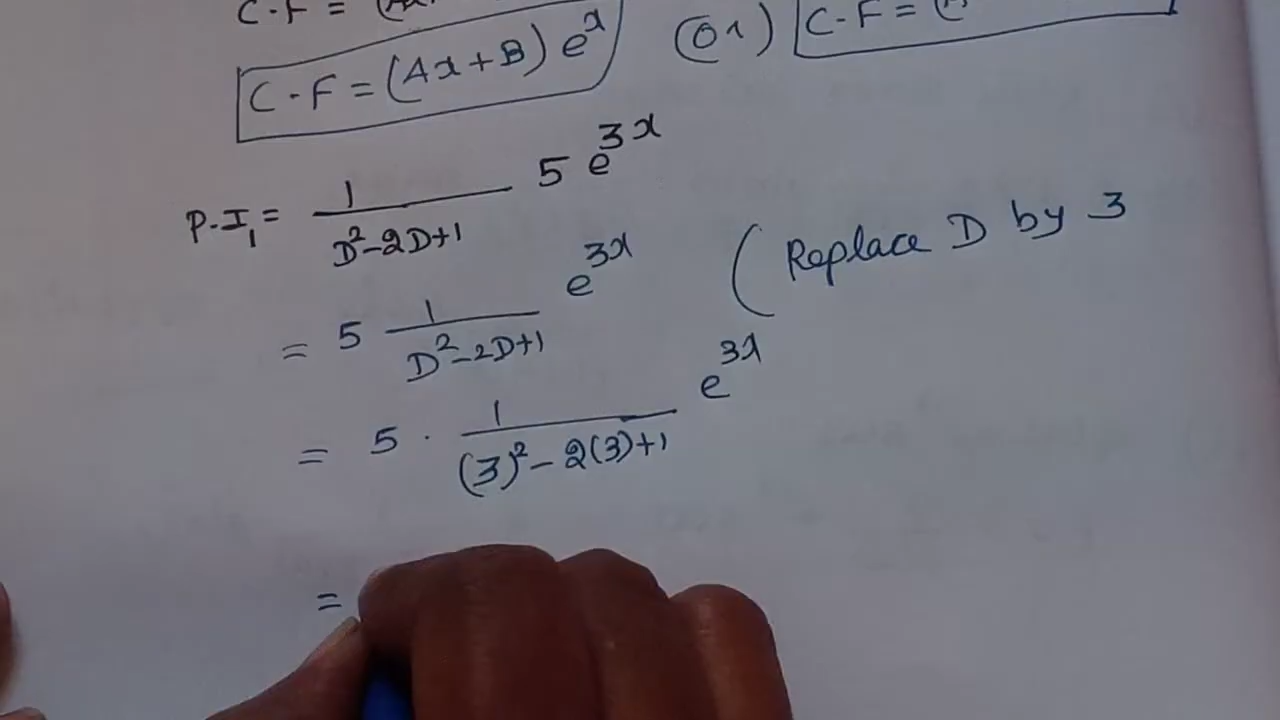 C.F =
C.F = (Ax+B) e^x (or) C.F = (
P.I₁ = 1/(D²-2D+1) 5 e^3x
= 5 1/(D²-2D+1) e^3x (Replace D by 3
= 5 . 1/((3)²-2(3)+1) e^3x
=